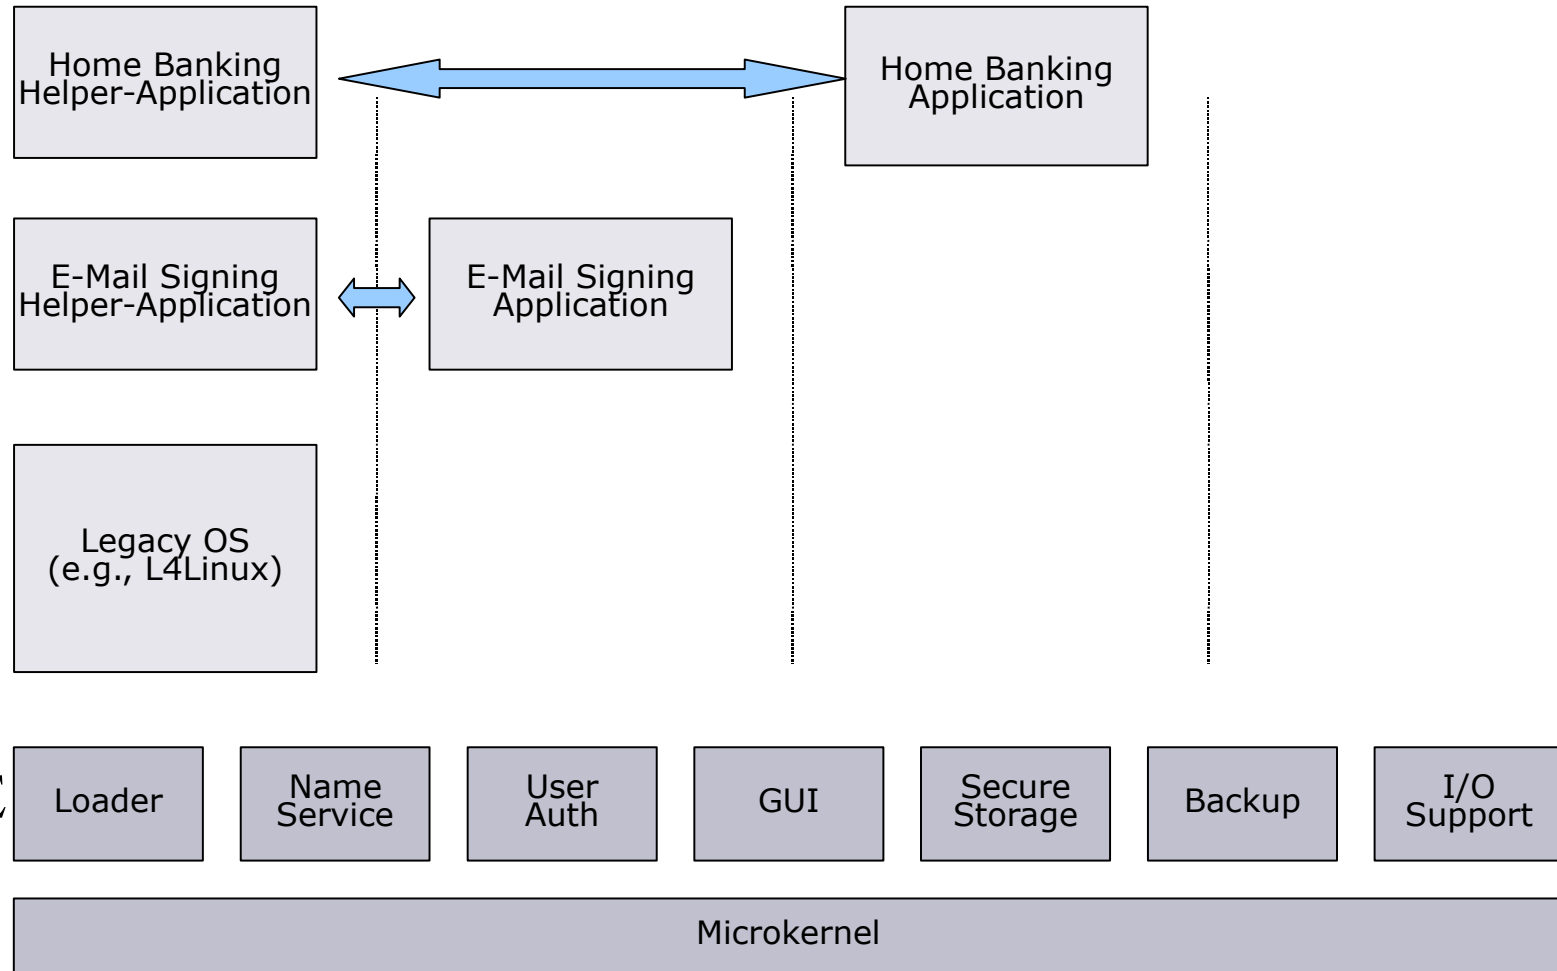 Home Banking
Helper-Application
Home Banking
Application
E-Mail Signing
Helper-Application
E-Mail Signing
Application
Legacy OS
(e.g., L4Linux)
Loader
Name
Service
User
Auth
GUI
Secure
Storage
Backup
I/O
Support
Microkernel